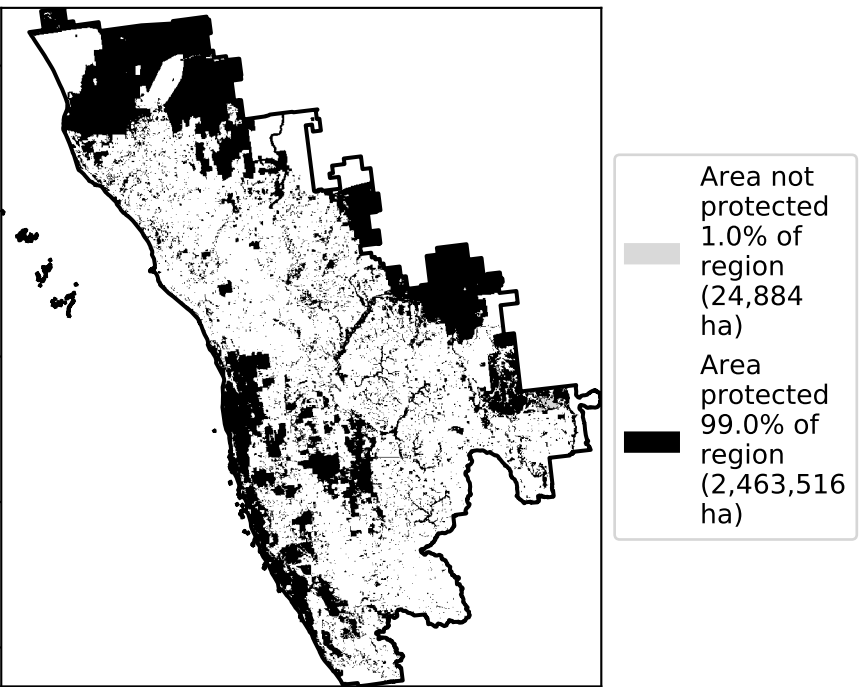 Area not
protected
1.0% of
region
(24,884
ha)
Area
protected
99.0% of
region
(2,463,516
ha)